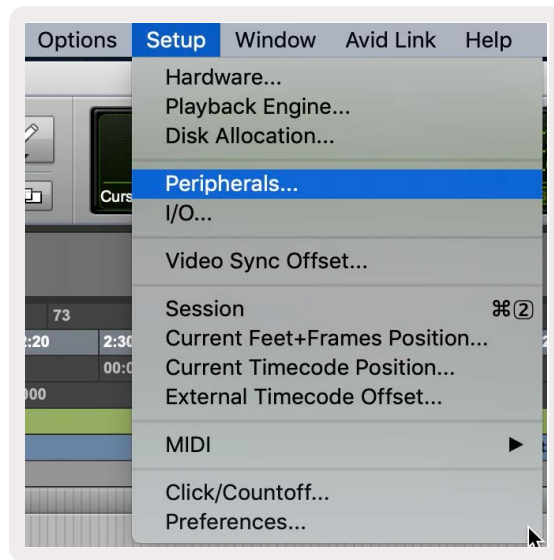 Options Setup Window Avid Link Help
Hardware...
Playback Engine...
Disk Allocation...
Curs
Peripherals...
I/O...
Video Sync Offset...
73
Session ⌘2
:20 2:30 Current Feet+Frames Position...
00:0 Current Timecode Position...
000 External Timecode Offset...
MIDI ▶
Click/Countoff...
Preferences...